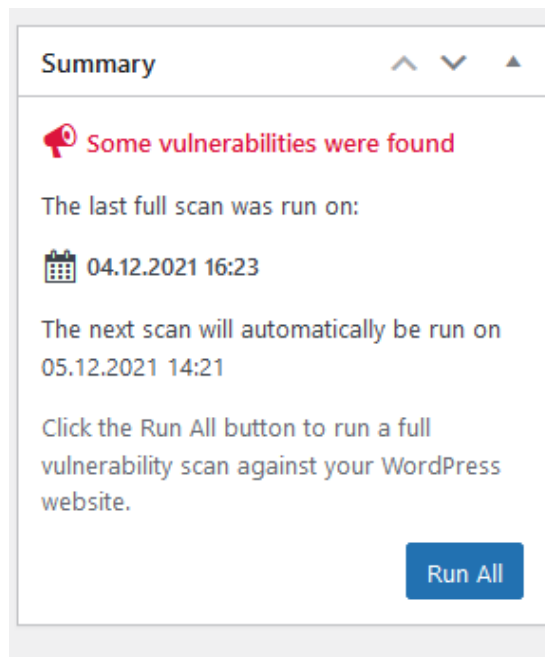 Summary
Some vulnerabilities were found
The last full scan was run on:
04.12.2021 16:23
The next scan will automatically be run on
05.12.2021 14:21
Click the Run All button to run a full
vulnerability scan against your WordPress
website.
Run All